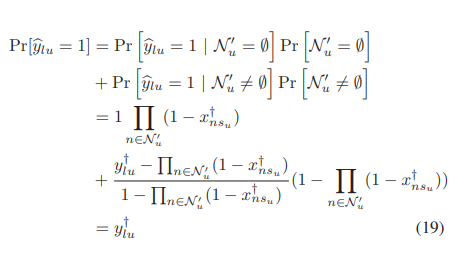 Pr[ŷ_{lu} = 1] = Pr [ŷ_{lu} = 1 | N′_u = ∅] Pr [N′_u = ∅]
+ Pr [ŷ_{lu} = 1 | N′_u ≠ ∅] Pr [N′_u ≠ ∅]
= 1 ∏_{n∈N′_u} (1 − x†_{ns_u})
+ \frac{y†_{lu} − ∏_{n∈N′_u} (1 − x†_{ns_u})}{1 − ∏_{n∈N′_u} (1 − x†_{ns_u})} (1 − ∏_{n∈N′_u} (1 − x†_{ns_u}))
= y†_{lu} (19)